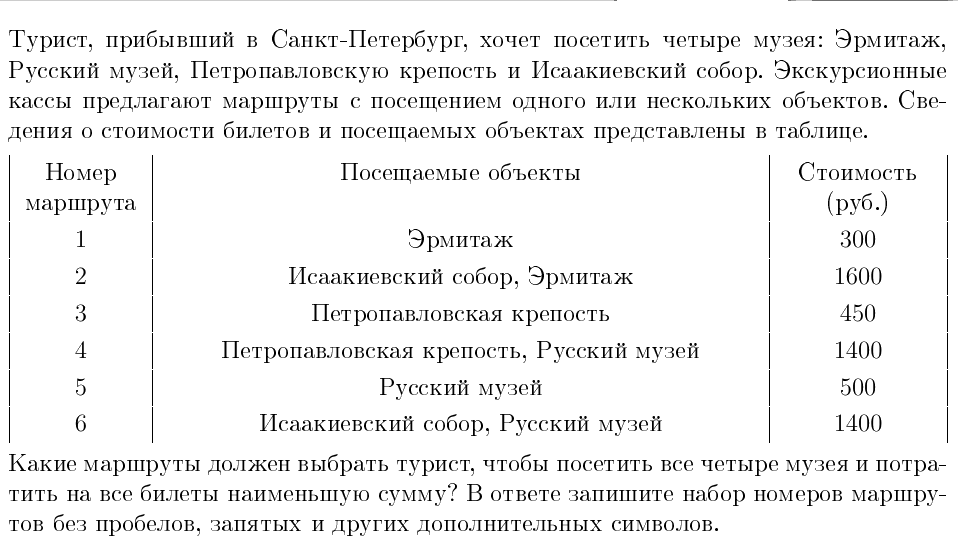 Турист, прибывший в Санкт-Петербург, хочет посетить четыре музея: Эрмитаж,
Русский музей, Петропавловскую крепость и Исаакиевский собор. Экскурсионные
кассы предлагают маршруты с посещением одного или нескольких объектов. Све-
дения о стоимости билетов и посещаемых объектах представлены в таблице.
Номер маршрута Посещаемые объекты Стоимость (руб.)
1 Эрмитаж 300
2 Исаакиевский собор, Эрмитаж 1600
3 Петропавловская крепость 450
4 Петропавловская крепость, Русский музей 1400
5 Русский музей 500
6 Исаакиевский собор, Русский музей 1400
Какие маршруты должен выбрать турист, чтобы посетить все четыре музея и потра-
тить на все билеты наименьшую сумму? В ответе запишите набор номеров маршру-
тов без пробелов, запятых и других дополнительных символов.